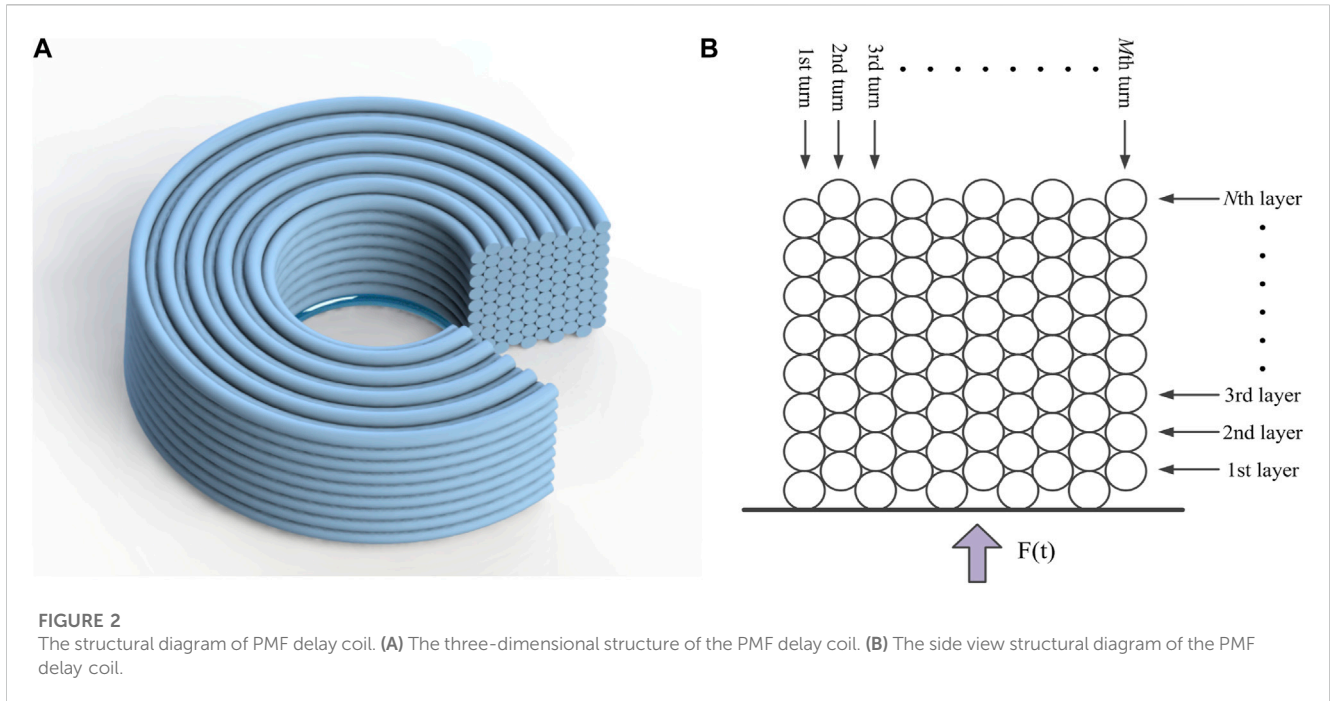 A
B
1st turn
2nd turn
3rd turn
Mth turn
Nth layer
3rd layer
2nd layer
1st layer
F(t)
FIGURE 2
The structural diagram of PMF delay coil. (A) The three-dimensional structure of the PMF delay coil. (B) The side view structural diagram of the PMF
delay coil.